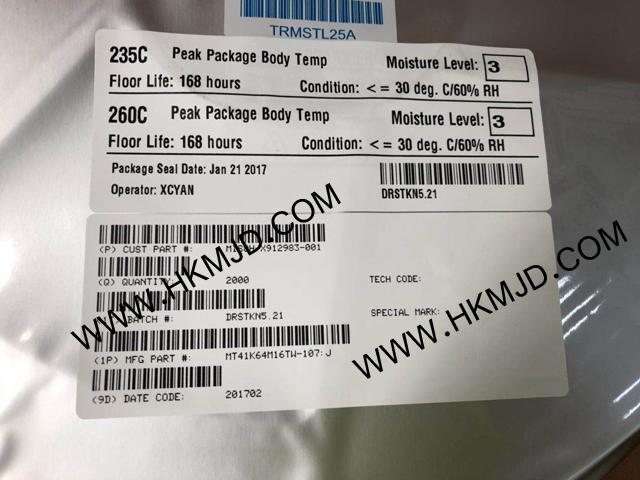 TRMSTL25A
235C Peak Package Body Temp Moisture Level: 3
Floor Life: 168 hours Condition: <= 30 deg. C/60% RH
260C Peak Package Body Temp Moisture Level: 3
Floor Life: 168 hours Condition: <= 30 deg. C/60% RH
Package Seal Date: Jan 21 2017
Operator: XCYAN
DRSTKN5.21
(P) CUST PART #: X912983-001
(Q) QUANTITY: 2000 TECH CODE:
BATCH #: DRSTKN5.21 SPECIAL MARK:
(1P) MFG PART #: MT41K64M16TW-107:J
(9D) DATE CODE: 201702
WWW.HKMJD.COM
WWW.HKMJD.COM